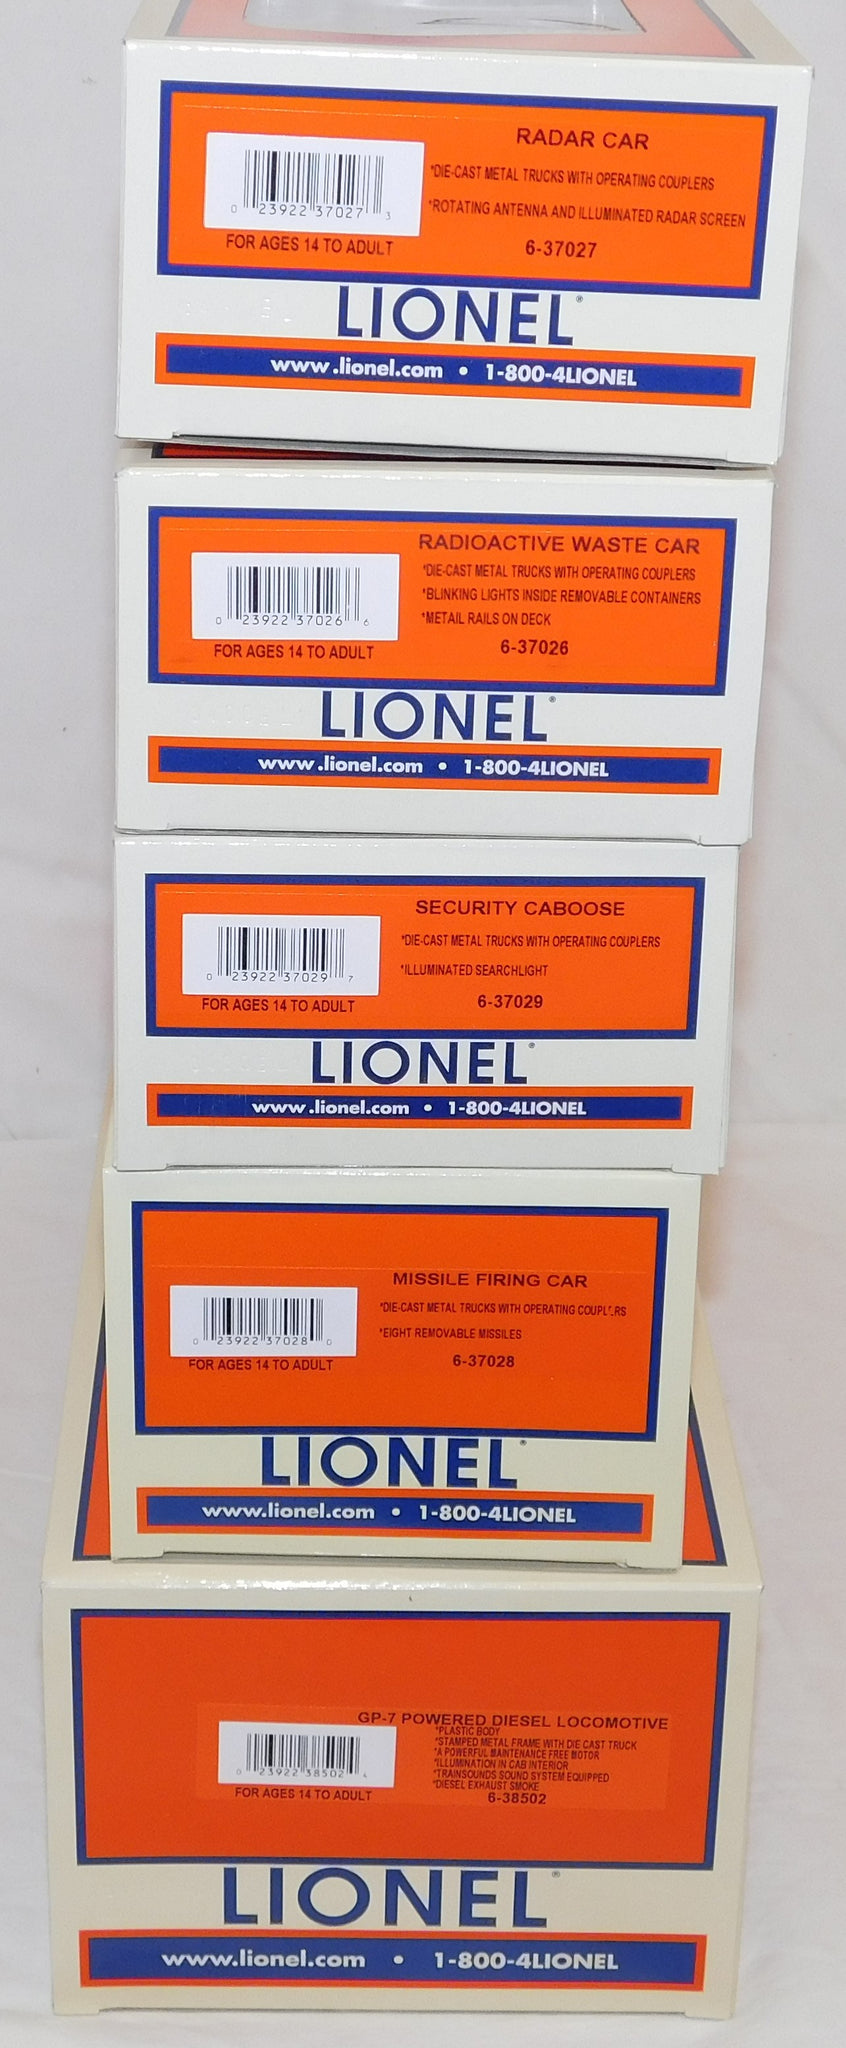 RADAR CAR
*DIE-CAST METAL TRUCKS WITH OPERATING COUPLERS
*ROTATING ANTENNA AND ILLUMINATED RADAR SCREEN
0 23922 37027 3
FOR AGES 14 TO ADULT
6-37027
LIONEL®
www.lionel.com • 1-800-4LIONEL
RADIOACTIVE WASTE CAR
*DIE-CAST METAL TRUCKS WITH OPERATING COUPLERS
*BLINKING LIGHTS INSIDE REMOVABLE CONTAINERS
*METAIL RAILS ON DECK
0 23922 37026 6
FOR AGES 14 TO ADULT
6-37026
LIONEL®
www.lionel.com • 1-800-4LIONEL
SECURITY CABOOSE
*DIE-CAST METAL TRUCKS WITH OPERATING COUPLERS
*ILLUMINATED SEARCHLIGHT
0 23922 37029 7
FOR AGES 14 TO ADULT
6-37029
LIONEL®
www.lionel.com • 1-800-4LIONEL
MISSILE FIRING CAR
*DIE-CAST METAL TRUCKS WITH OPERATING COUPLERS
*EIGHT REMOVABLE MISSILES
0 23922 37028 0
FOR AGES 14 TO ADULT
6-37028
LIONEL®
www.lionel.com • 1-800-4LIONEL
GP-7 POWERED DIESEL LOCOMOTIVE
*PLASTIC BODY
*STAMPED METAL FRAME WITH DIE CAST TRUCK
*A POWERFUL MAINTENANCE FREE MOTOR
*ILLUMINATION IN CAB INTERIOR
*TRAINSOUNDS SOUND SYSTEM EQUIPPED
*DIESEL EXHAUST SMOKE
0 23922 38502 4
FOR AGES 14 TO ADULT
6-38502
LIONEL®
www.lionel.com • 1-800-4LIONEL